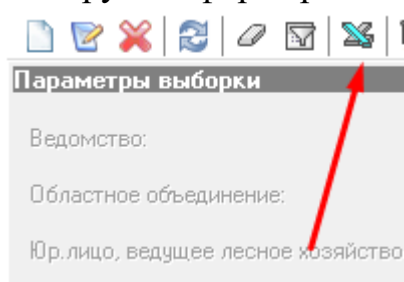 Параметры выборки
Ведомство:
Областное объединение:
Юр.лицо, ведущее лесное хозяйство